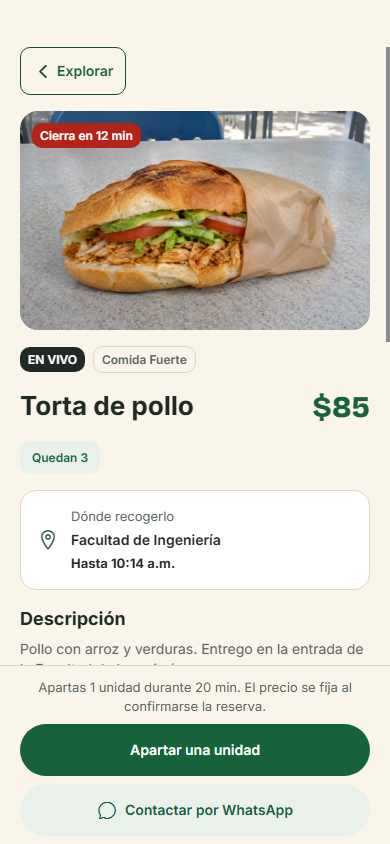 Explorar
Cierra en 12 min
EN VIVO
Comida Fuerte
Torta de pollo
$85
Quedan 3
Dónde recogerlo
Facultad de Ingeniería
Hasta 10:14 a.m.
Descripción
Pollo con arroz y verduras. Entrego en la entrada de
Apartas 1 unidad durante 20 min. El precio se fija al
confirmarse la reserva.
Apartar una unidad
Contactar por WhatsApp